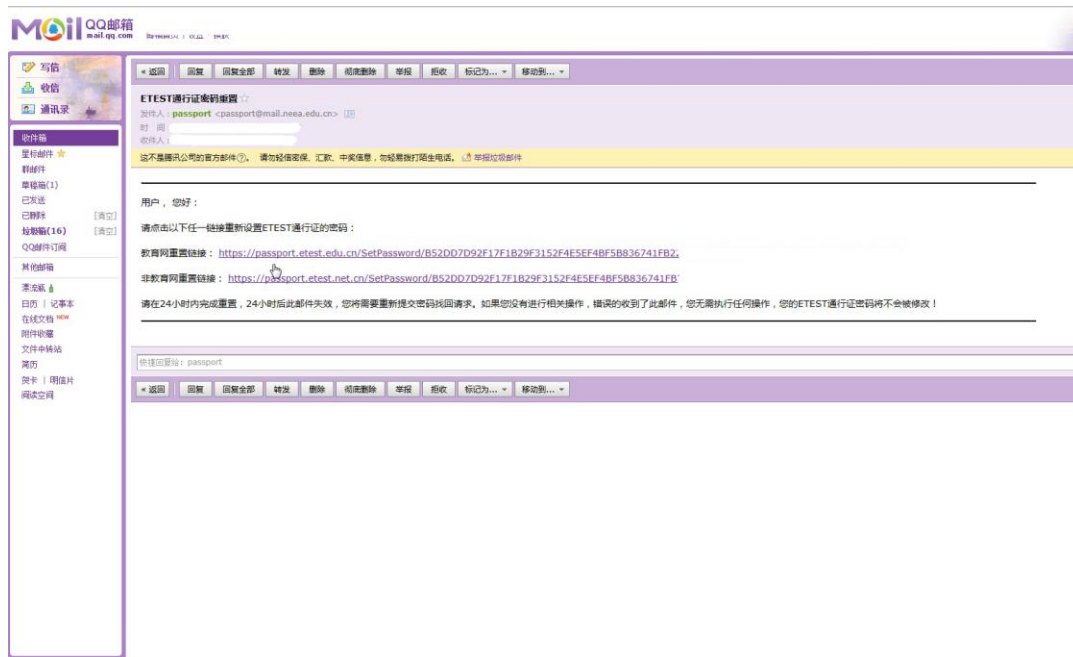 MOil QQ邮箱
mail.qq.com
写信
收信
通讯录
收件箱
星标邮件
群邮件
草稿箱(1)
已发送
已删除 [清空]
垃圾箱(16) [清空]
QQ邮件订阅
其他邮箱
漂流瓶
日历 | 记事本
在线文档 NEW
附件收藏
文件中转站
简历
贺卡 | 明信片
阅读空间
« 返回 回复 回复全部 转发 删除 彻底删除 举报 拒收 标记为... 移动到...
ETEST通行证密码重置
发件人：passport <passport@mail.neea.edu.cn>
时 间
收件人：
这不是腾讯公司的官方邮件?。 请勿轻信密保、汇款、中奖信息，勿轻易拨打陌生电话。 举报垃圾邮件
用户，您好：
请点击以下任一链接重新设置ETEST通行证的密码：
教育网重置链接：https://passport.etest.edu.cn/SetPassword/B52DD7D92F17F1B29F3152F4E5EF4BF5B836741FB2
非教育网重置链接：https://passport.etest.net.cn/SetPassword/B52DD7D92F17F1B29F3152F4E5EF4BF5B836741FB
请在24小时内完成重置，24小时后此邮件失效，您将需要重新提交密码找回请求。如果您没有进行相关操作，错误的收到了此邮件，您无需执行任何操作，您的ETEST通行证密码将不会被修改！
快捷回复给：passport
« 返回 回复 回复全部 转发 删除 彻底删除 举报 拒收 标记为... 移动到...